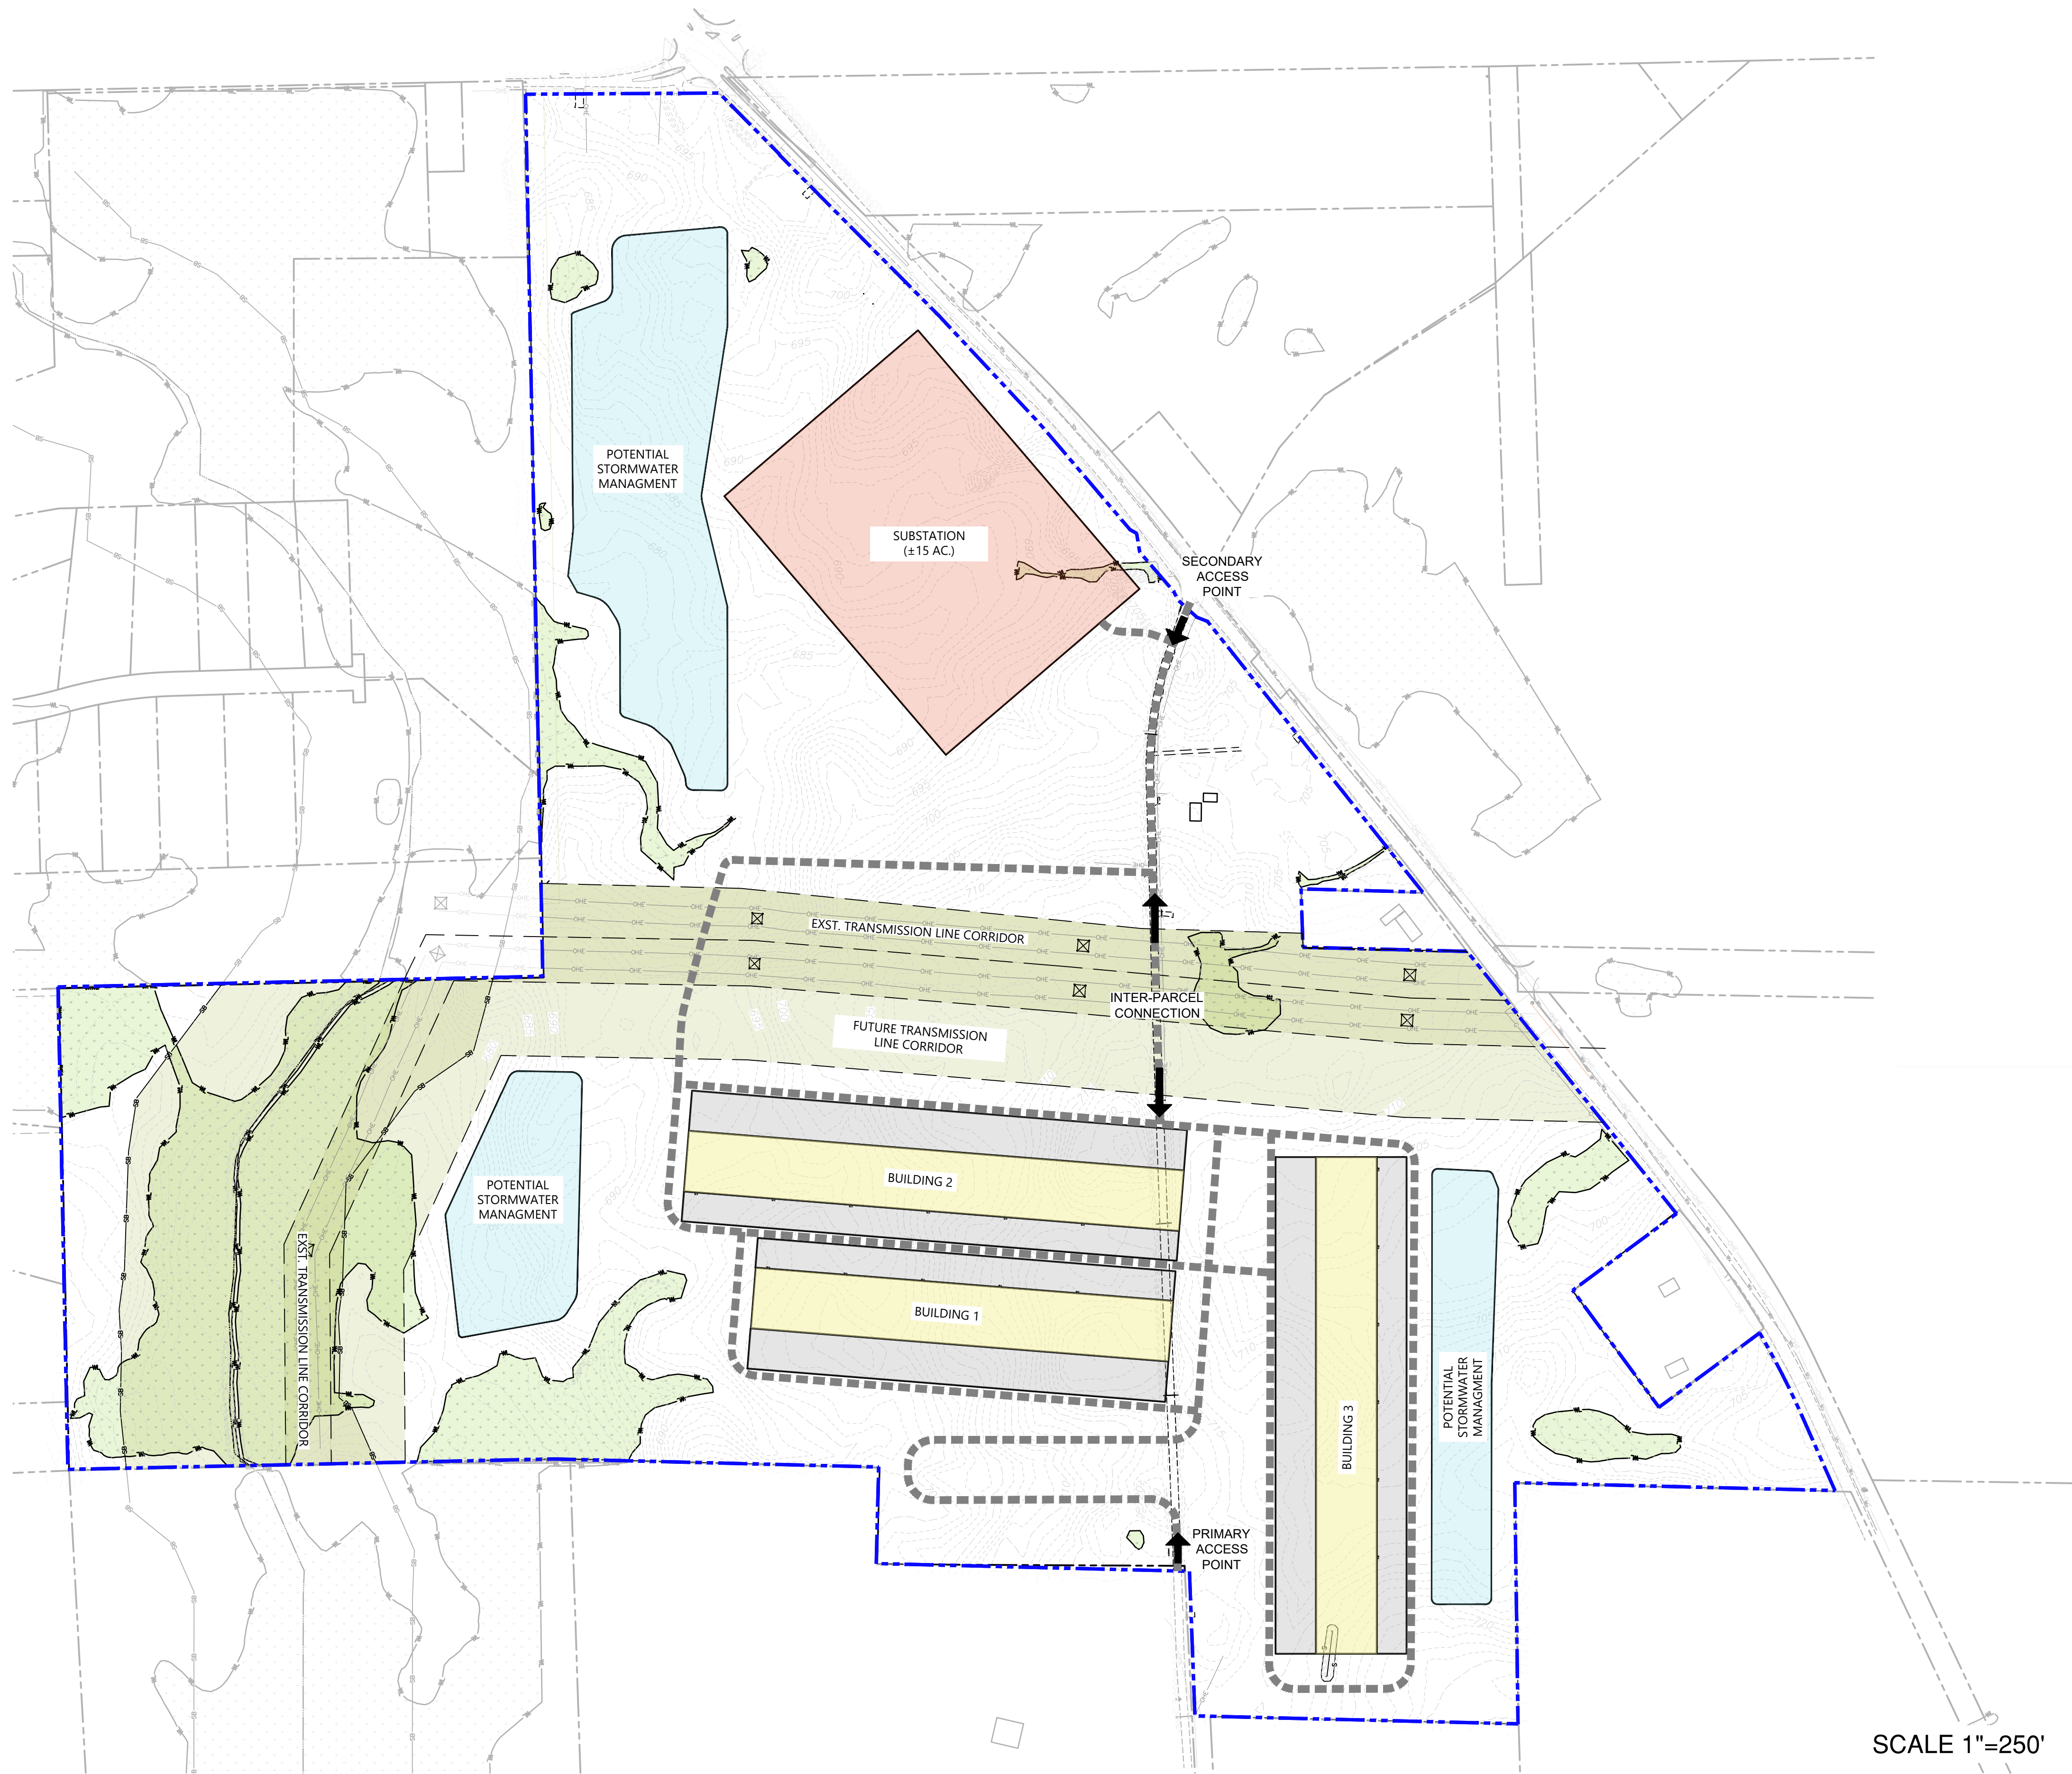 POTENTIAL
STORMWATER
MANAGMENT
SUBSTATION
(±15 AC.)
SECONDARY
ACCESS
POINT
EXST. TRANSMISSION LINE CORRIDOR
INTER-PARCEL
CONNECTION
FUTURE TRANSMISSION
LINE CORRIDOR
POTENTIAL
STORMWATER
MANAGMENT
BUILDING 2
BUILDING 1
EXST. TRANSMISSION LINE CORRIDOR
BUILDING 3
POTENTIAL
STORMWATER
MANAGMENT
PRIMARY
ACCESS
POINT
SCALE 1"=250'